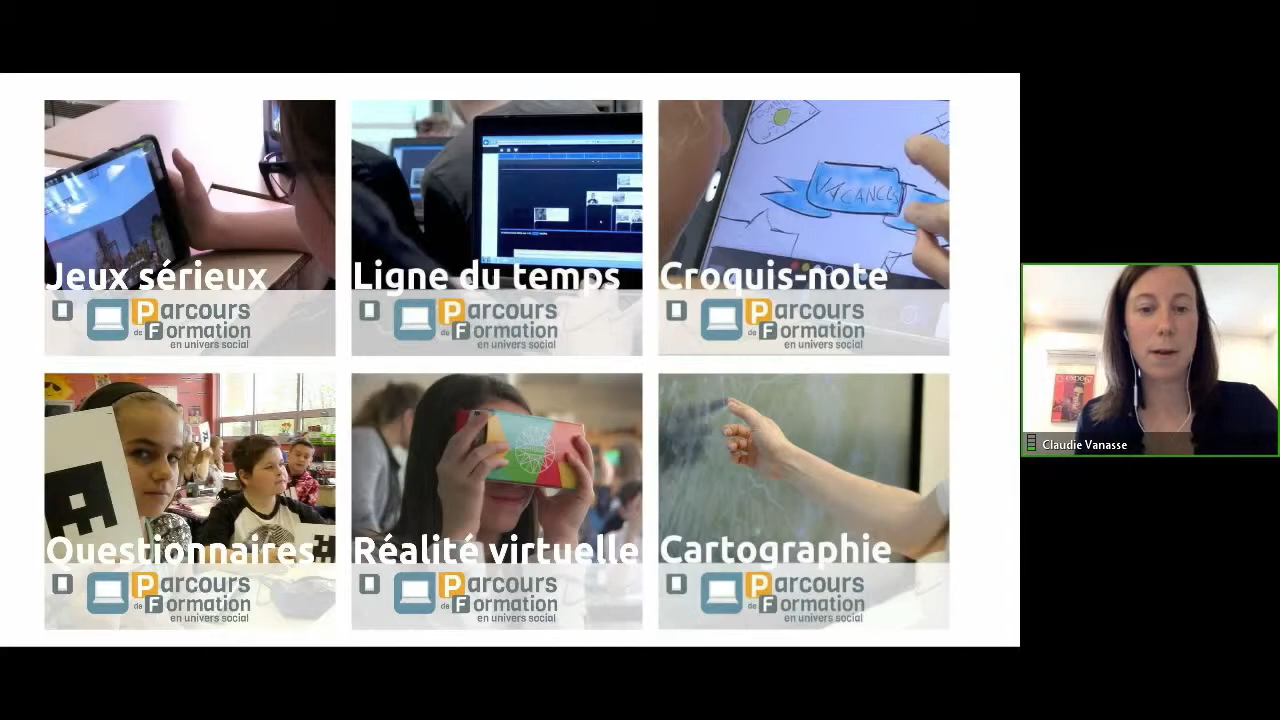 Jeux sérieux
Parcours
de Formation
en univers social
Ligne du temps
Parcours
de Formation
en univers social
VACANCES
Croquis-note
Parcours
de Formation
en univers social
Questionnaires
Parcours
de Formation
en univers social
Réalité virtuelle
Parcours
de Formation
en univers social
Cartographie
Parcours
de Formation
en univers social
expo67
Claudie Vanasse